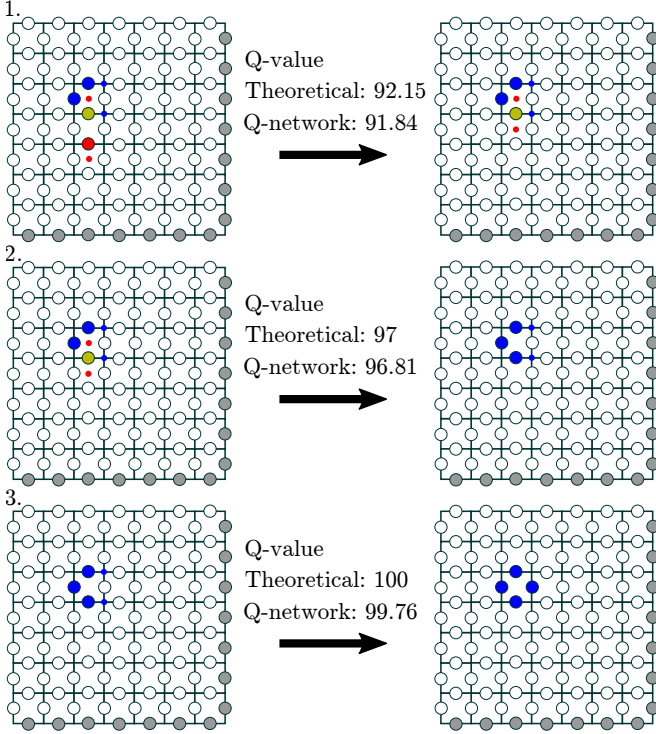 1.
Q-value
Theoretical: 92.15
Q-network: 91.84
2.
Q-value
Theoretical: 97
Q-network: 96.81
3.
Q-value
Theoretical: 100
Q-network: 99.76